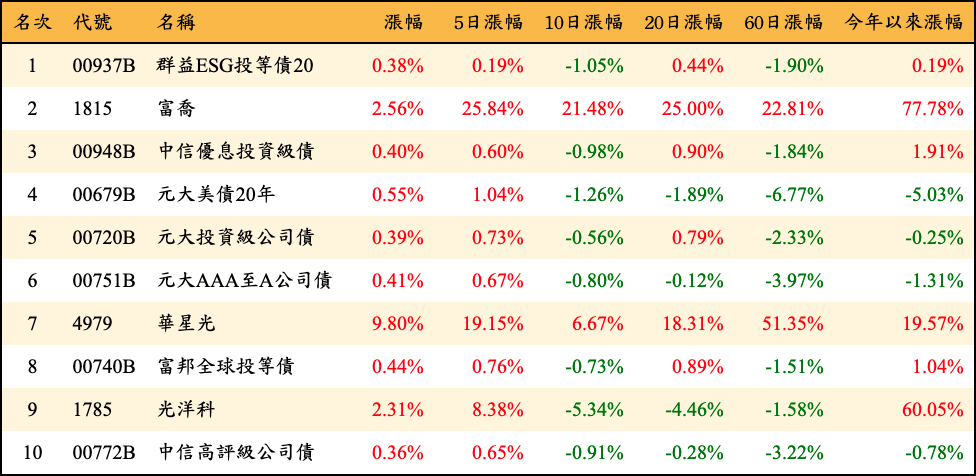 名次 代號 名稱 漲幅 5日漲幅 10日漲幅 20日漲幅 60日漲幅 今年以來漲幅
1 00937B 群益ESG投等債20 0.38% 0.19% -1.05% 0.44% -1.90% 0.19%
2 1815 富喬 2.56% 25.84% 21.48% 25.00% 22.81% 77.78%
3 00948B 中信優息投資級債 0.40% 0.60% -0.98% 0.90% -1.84% 1.91%
4 00679B 元大美債20年 0.55% 1.04% -1.26% -1.89% -6.77% -5.03%
5 00720B 元大投資級公司債 0.39% 0.73% -0.56% 0.79% -2.33% -0.25%
6 00751B 元大AAA至A公司債 0.41% 0.67% -0.80% -0.12% -3.97% -1.31%
7 4979 華星光 9.80% 19.15% 6.67% 18.31% 51.35% 19.57%
8 00740B 富邦全球投等債 0.44% 0.76% -0.73% 0.89% -1.51% 1.04%
9 1785 光洋科 2.31% 8.38% -5.34% -4.46% -1.58% 60.05%
10 00772B 中信高評級公司債 0.36% 0.65% -0.91% -0.28% -3.22% -0.78%